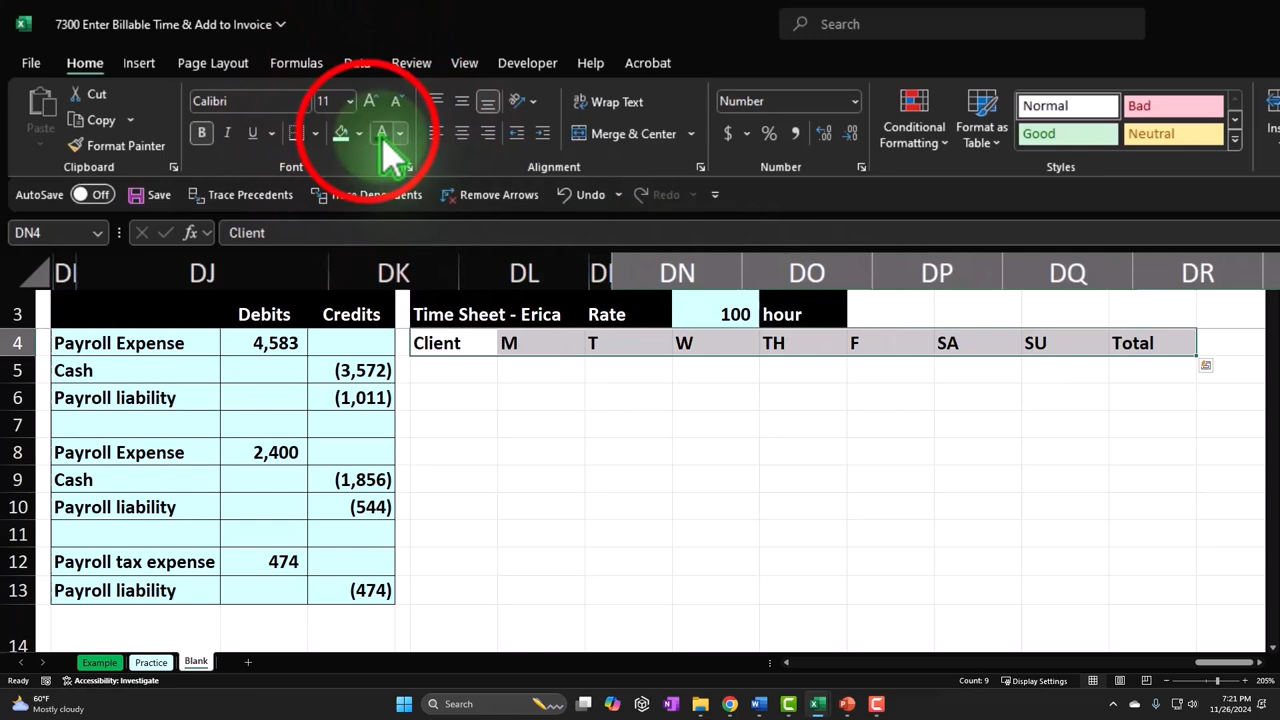 7300 Enter Billable Time & Add to Invoice
Search
File Home Insert Page Layout Formulas Data Review View Developer Help Acrobat
Paste Cut Copy Format Painter Clipboard
Calibri 11 B I U A A A Font
ab Wrap Text Merge & Center Alignment
Number $ % Number
Conditional Formatting Format as Table Normal Bad Good Neutral Styles
AutoSave Off Save Trace Precedents Trace Dependents Remove Arrows Undo Redo
DN4 fx Client
DJ DK DL DN DO DP DQ DR
3 Debits Credits Time Sheet - Erica Rate 100 hour
4 Payroll Expense 4,583 Client M T W TH F SA SU Total
5 Cash (3,572)
6 Payroll liability (1,011)
7
8 Payroll Expense 2,400
9 Cash (1,856)
10 Payroll liability (544)
11
12 Payroll tax expense 474
13 Payroll liability (474)
14
Example Practice Blank
Ready Accessibility: Investigate Count: 9 Display Settings 205%
60°F
Mostly cloudy
Search
7:21 PM
11/26/2024